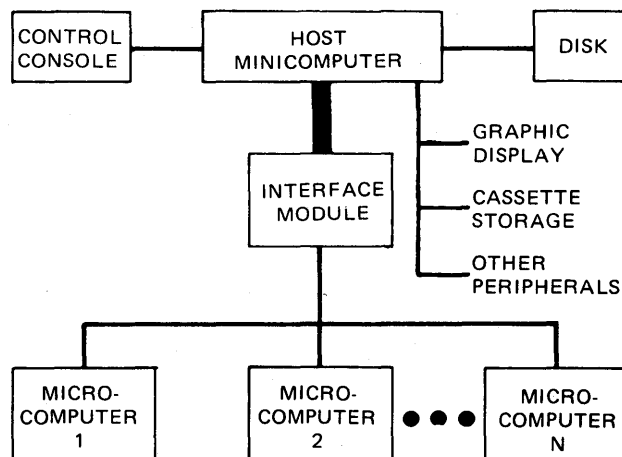 CONTROL
CONSOLE
HOST
MINICOMPUTER
DISK
GRAPHIC
DISPLAY
INTERFACE
MODULE
CASSETTE
STORAGE
OTHER
PERIPHERALS
MICRO-
COMPUTER
1
MICRO-
COMPUTER
2
MICRO-
COMPUTER
N